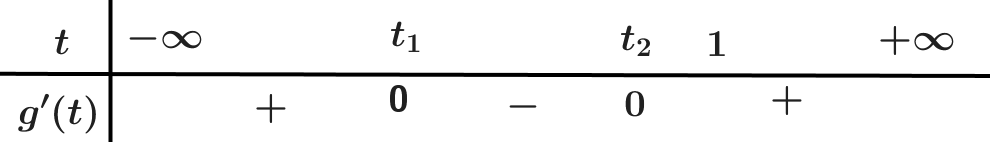 t −∞ t₁ t₂ 1 +∞
g′(t) + 0 − 0 +